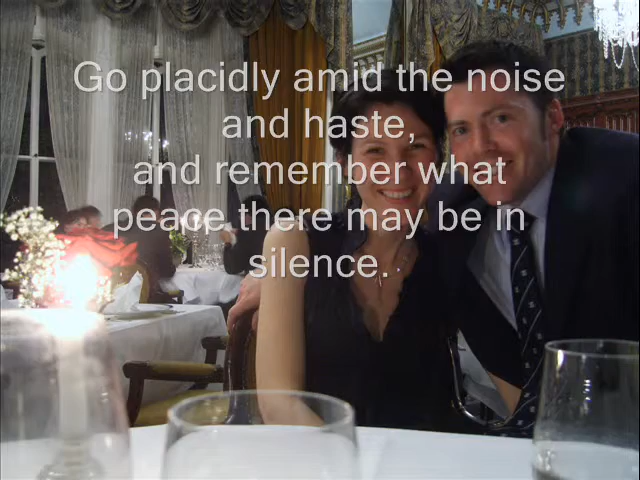 Go placidly amid the noise
and haste,
and remember what
peace there may be in
silence.